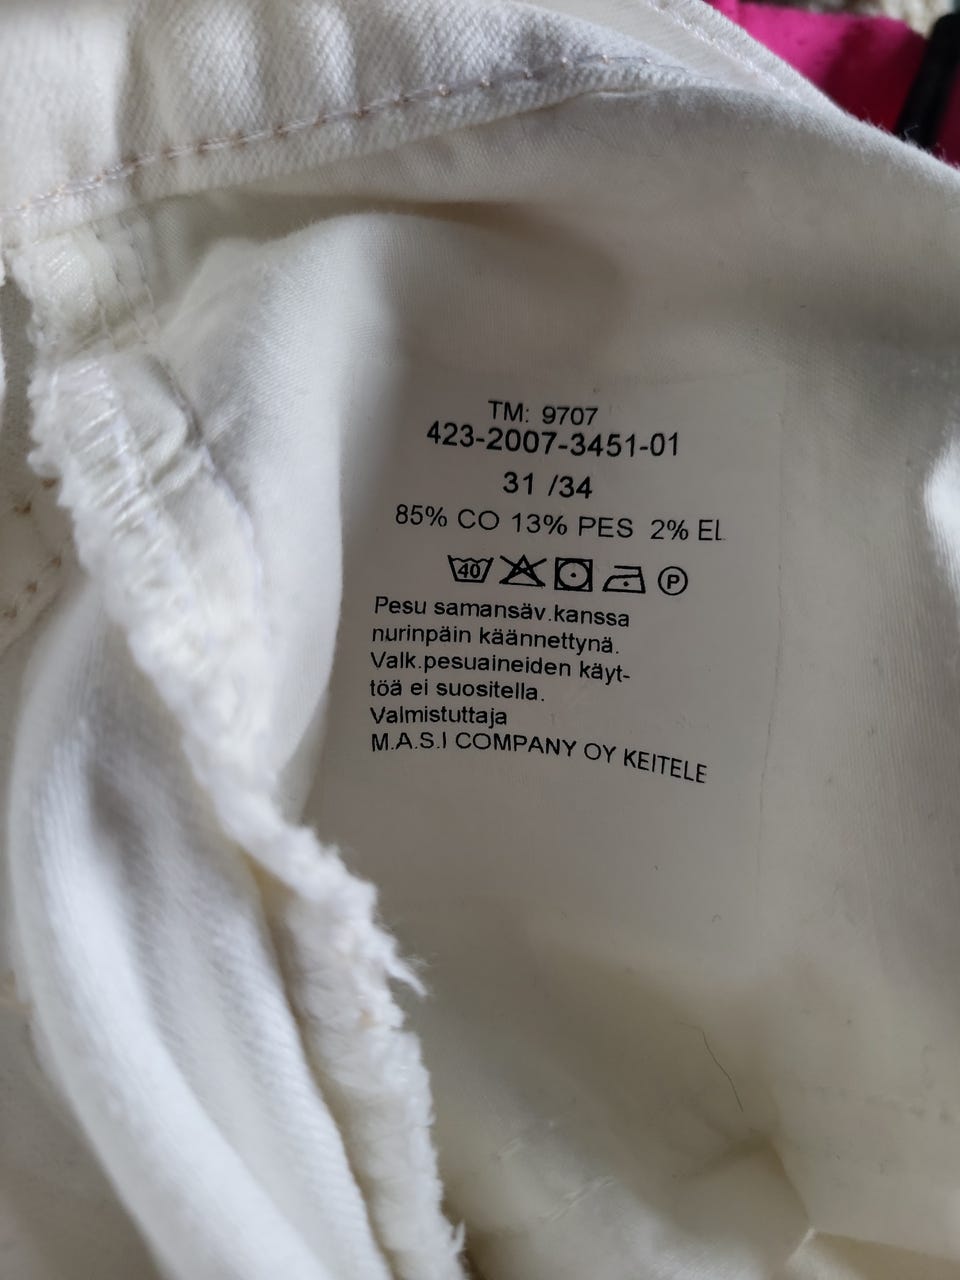 TM: 9707
423-2007-3451-01
31 /34
85% CO 13% PES 2% EL
40 P
Pesu samansäv.kanssa
nurinpäin käännettynä.
Valk.pesuaineiden käyt-
töä ei suositella.
Valmistuttaja
M.A.S.I COMPANY OY KEITELE